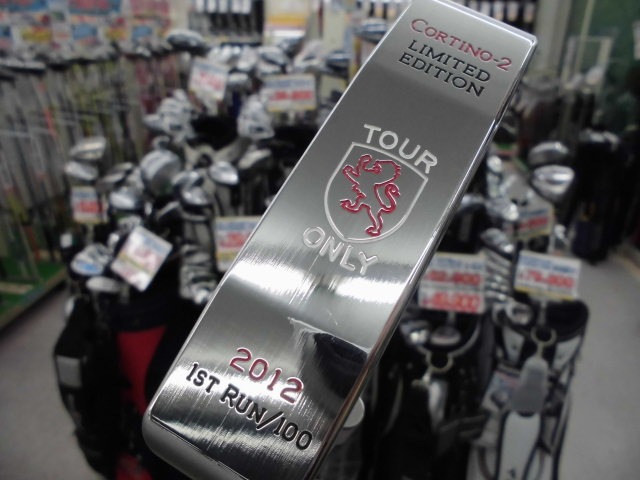 CORTINO-2
LIMITED
EDITION
TOUR
ONLY
2012
1ST RUN/100